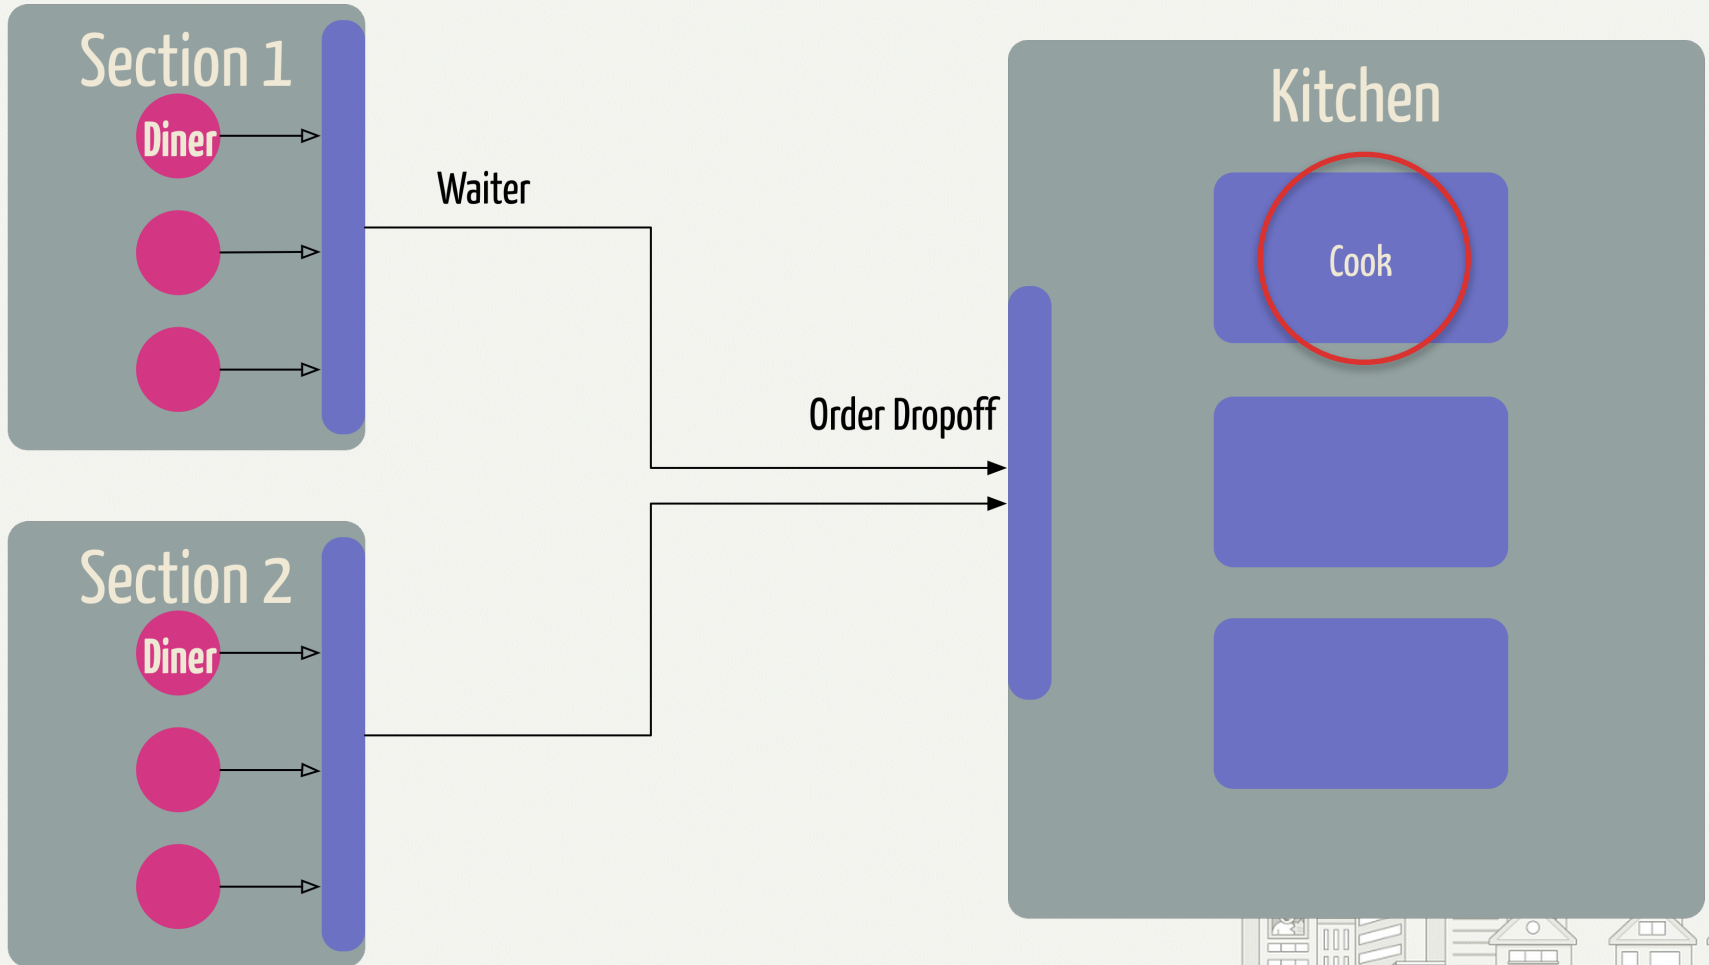 Section 1
Diner
Waiter
Order Dropoff
Section 2
Diner
Kitchen
Cook